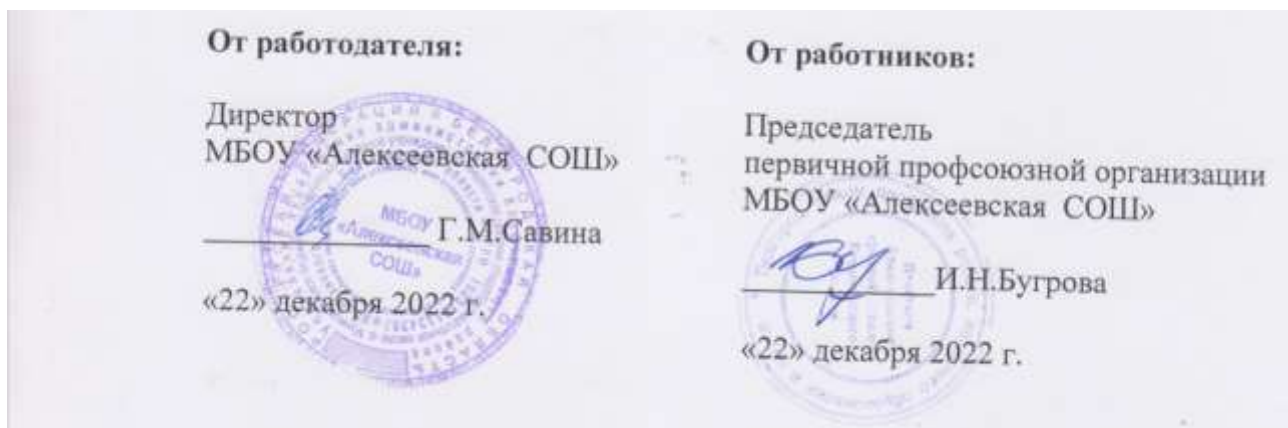 От работодателя:
Директор
МБОУ «Алексеевская СОШ»
Г.М.Савина
«22» декабря 2022 г.
МБОУ
«Алексеевская
СОШ»
От работников:
Председатель
первичной профсоюзной организации
МБОУ «Алексеевская СОШ»
И.Н.Бугрова
«22» декабря 2022 г.